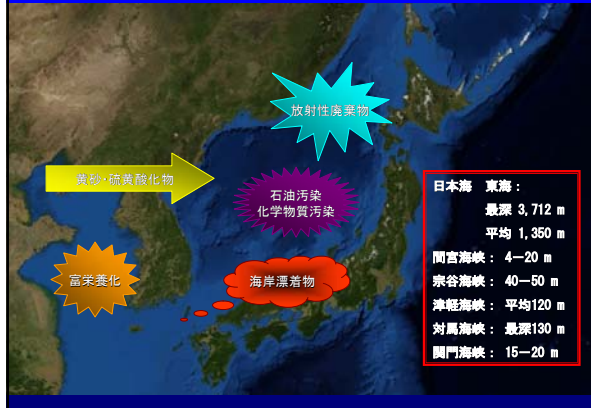 放射性廃棄物
黄砂・硫黄酸化物
石油汚染
化学物質汚染
富栄養化
海岸漂着物
日本海 東海：
最深 3,712 m
平均 1,350 m
間宮海峡： 4－20 m
宗谷海峡： 40－50 m
津軽海峡： 平均120 m
対馬海峡： 最深130 m
関門海峡： 15－20 m